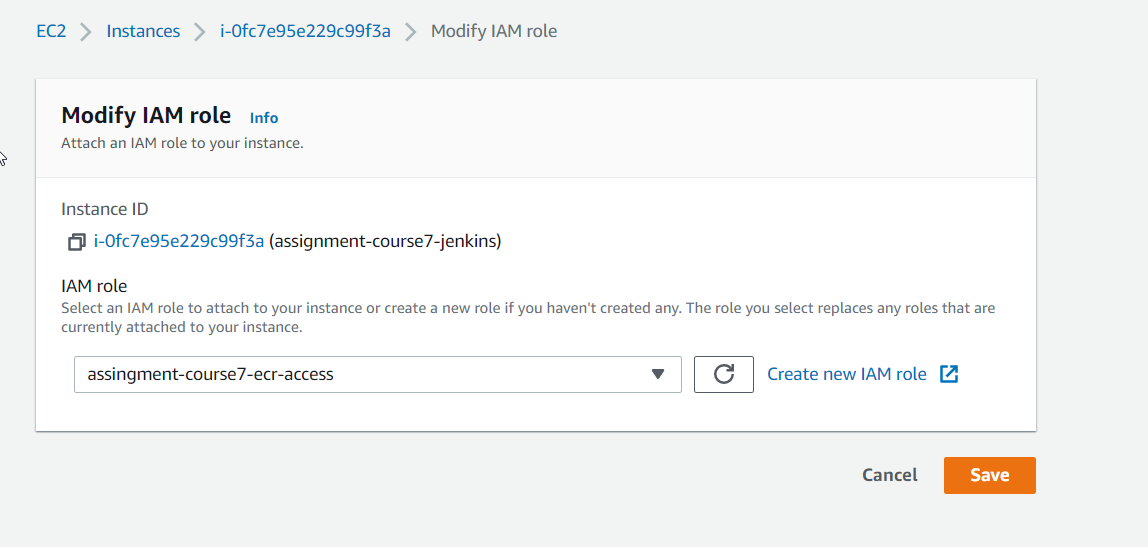 EC2 > Instances > i-0fc7e95e229c99f3a > Modify IAM role
Modify IAM role Info
Attach an IAM role to your instance.
Instance ID
i-0fc7e95e229c99f3a (assignment-course7-jenkins)
IAM role
Select an IAM role to attach to your instance or create a new role if you haven't created any. The role you select replaces any roles that are
currently attached to your instance.
assingment-course7-ecr-access
Create new IAM role
Cancel Save